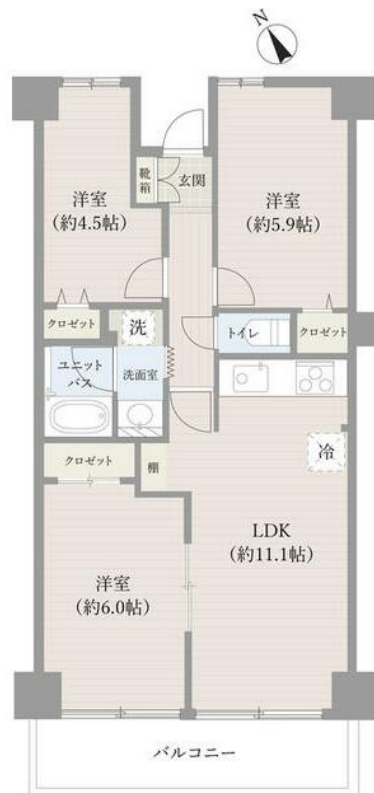 N
洋室
(約4.5帖)
靴箱
玄関
洋室
(約5.9帖)
クロゼット
洗
トイレ
クロゼット
ユニット
バス
洗面室
クロゼット
棚
冷
LDK
(約11.1帖)
洋室
(約6.0帖)
バルコニー